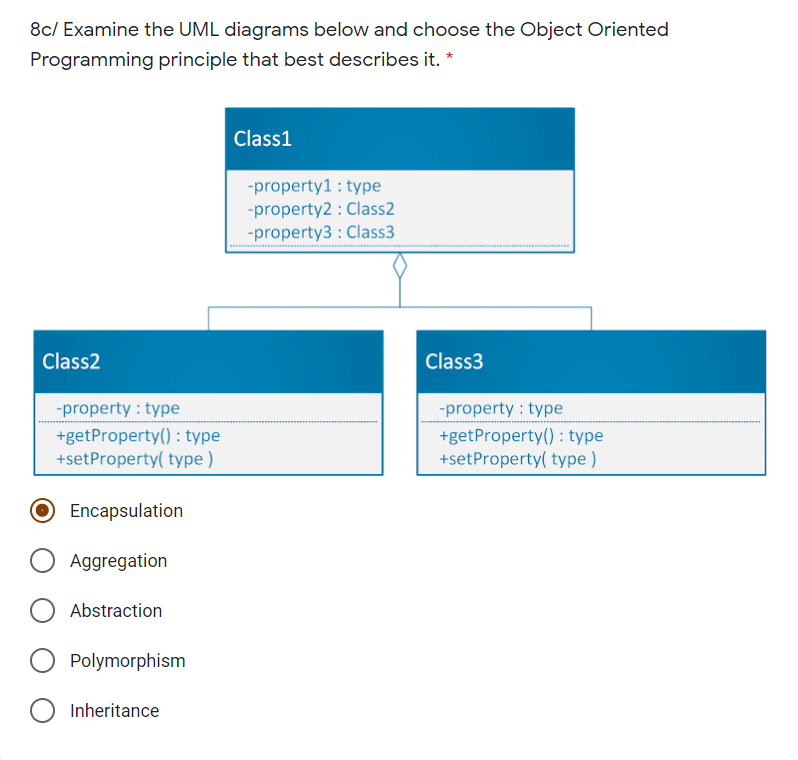 8c/ Examine the UML diagrams below and choose the Object Oriented
Programming principle that best describes it. *
Class1
-property1 : type
-property2 : Class2
-property3 : Class3
Class2
-property : type
+getProperty() : type
+setProperty( type )
Class3
-property : type
+getProperty() : type
+setProperty( type )
Encapsulation
Aggregation
Abstraction
Polymorphism
Inheritance